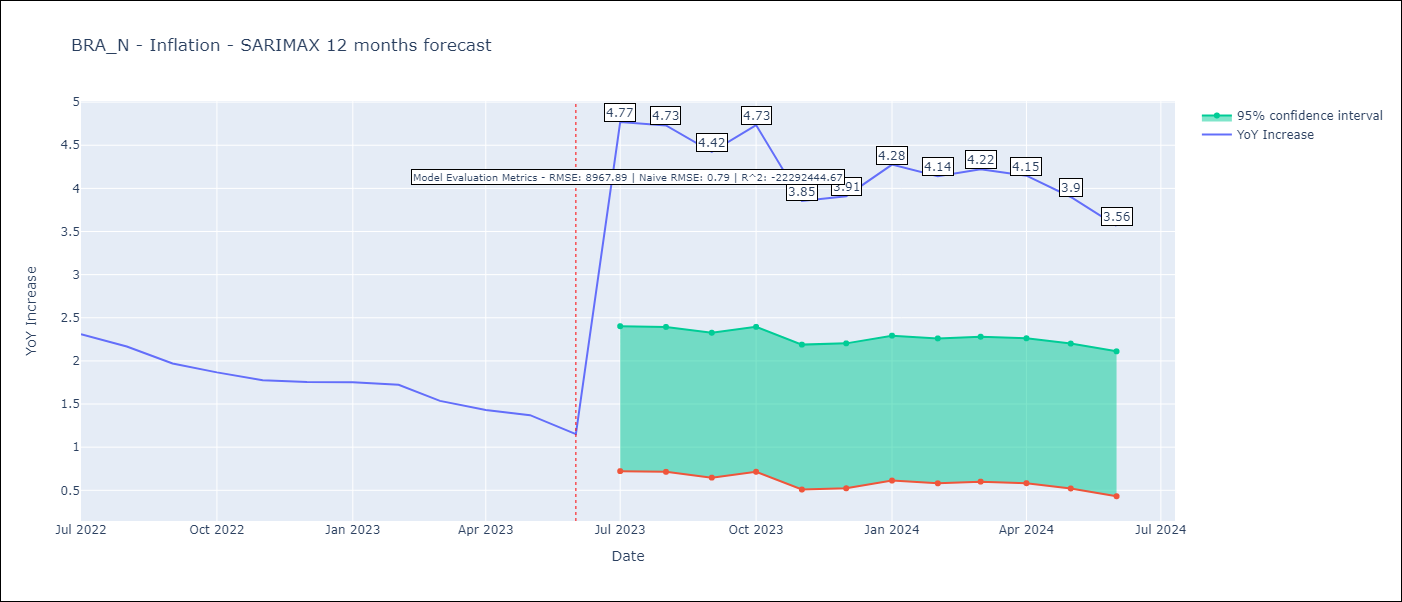 BRA_N - Inflation - SARIMAX 12 months forecast
95% confidence interval
YoY Increase
YoY Increase
5
4.5
4
3.5
3
2.5
2
1.5
1
0.5
4.77
4.73
4.42
4.73
3.85
3.91
4.28
4.14
4.22
4.15
3.9
3.56
Model Evaluation Metrics - RMSE: 8967.89 | Naive RMSE: 0.79 | R^2: -22292444.67
Jul 2022
Oct 2022
Jan 2023
Apr 2023
Jul 2023
Oct 2023
Jan 2024
Apr 2024
Jul 2024
Date